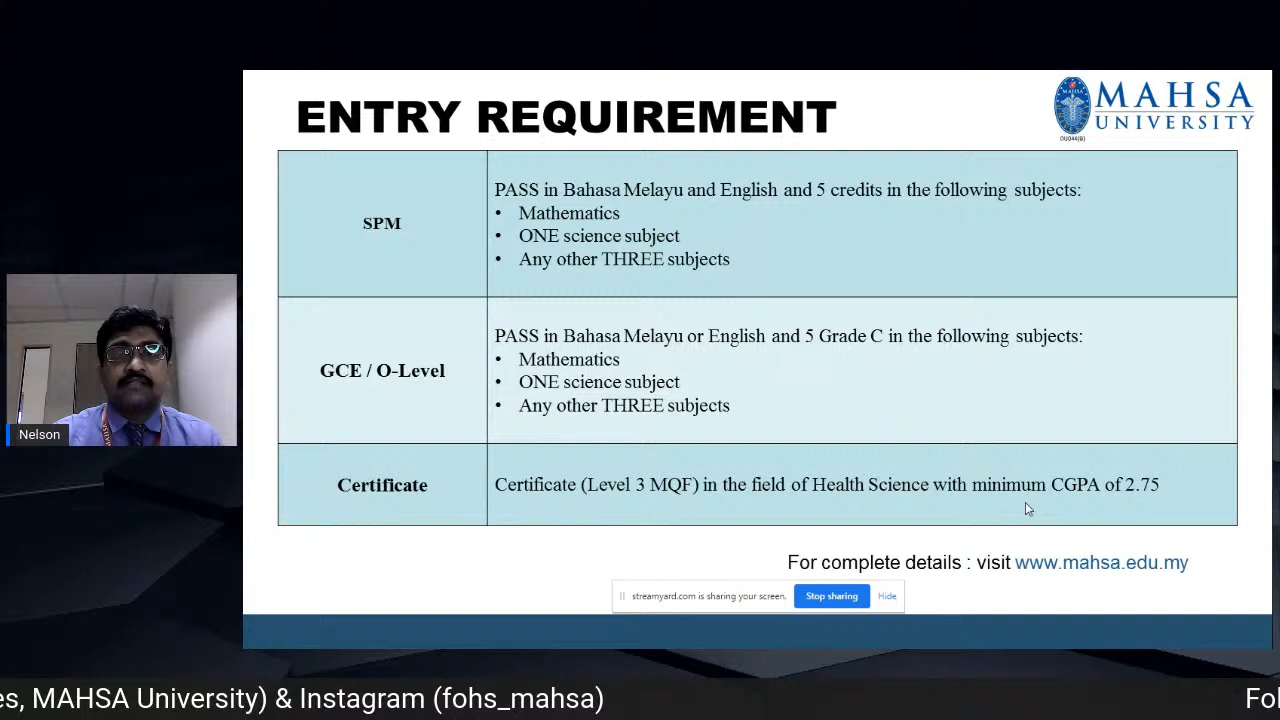 ENTRY REQUIREMENT
MAHSA
UNIVERSITY
SPM
PASS in Bahasa Melayu and English and 5 credits in the following subjects:
• Mathematics
• ONE science subject
• Any other THREE subjects
GCE / O-Level
PASS in Bahasa Melayu or English and 5 Grade C in the following subjects:
• Mathematics
• ONE science subject
• Any other THREE subjects
Certificate
Certificate (Level 3 MQF) in the field of Health Science with minimum CGPA of 2.75
Nelson
For complete details : visit www.mahsa.edu.my
streamyard.com is sharing your screen. Stop sharing Hide
es, MAHSA University) & Instagram (fohs_mahsa) Fol